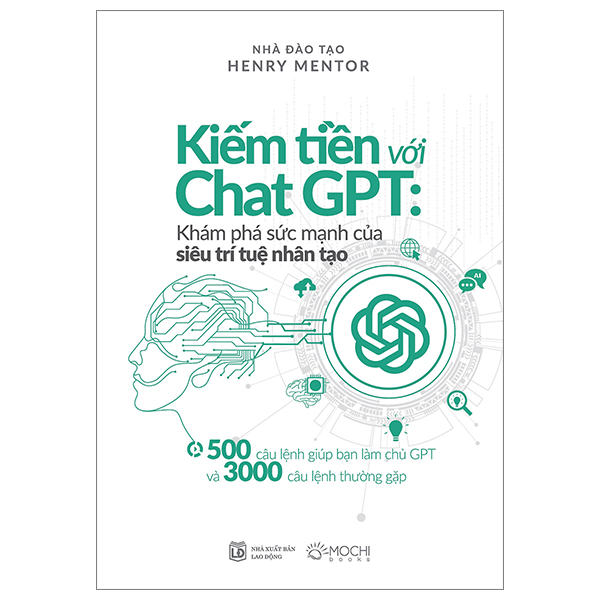 NHÀ ĐÀO TẠO
HENRY MENTOR
Kiếm tiền với
Chat GPT:
Khám phá sức mạnh của
siêu trí tuệ nhân tạo
AI
500 câu lệnh giúp bạn làm chủ GPT
và 3000 câu lệnh thường gặp
LĐ
NHÀ XUẤT BẢN
LAO ĐỘNG
MOCHI
books